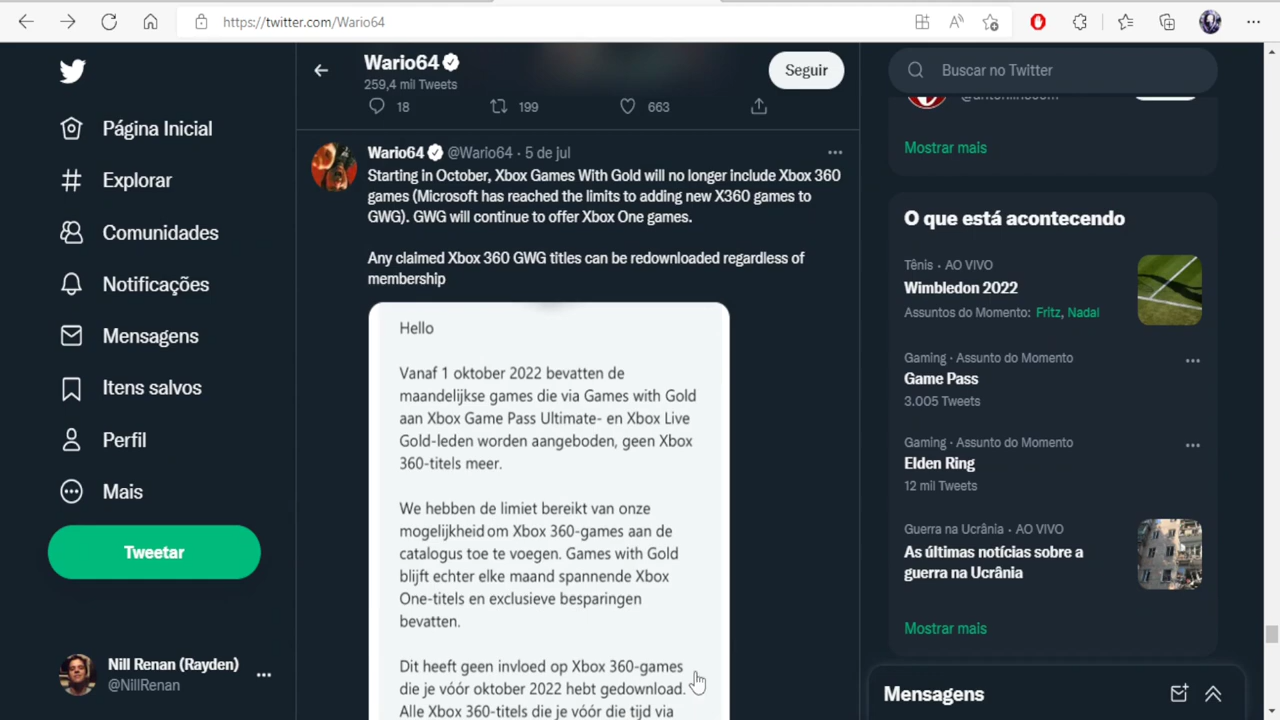 https://twitter.com/Wario64
Wario64
259,4 mil Tweets
Seguir
Buscar no Twitter
18
199
663
Página Inicial
Explorar
Comunidades
Notificações
Mensagens
Itens salvos
Perfil
Mais
Tweetar
Nill Renan (Rayden)
@NillRenan
Wario64 @Wario64 · 5 de jul
Starting in October, Xbox Games With Gold will no longer include Xbox 360
games (Microsoft has reached the limits to adding new X360 games to
GWG). GWG will continue to offer Xbox One games.
Any claimed Xbox 360 GWG titles can be redownloaded regardless of
membership
Hello
Vanaf 1 oktober 2022 bevatten de
maandelijkse games die via Games with Gold
aan Xbox Game Pass Ultimate- en Xbox Live
Gold-leden worden aangeboden, geen Xbox
360-titels meer.
We hebben de limiet bereikt van onze
mogelijkheid om Xbox 360-games aan de
catalogus toe te voegen. Games with Gold
blijft echter elke maand spannende Xbox
One-titels en exclusieve besparingen
bevatten.
Dit heeft geen invloed op Xbox 360-games
die je vóór oktober 2022 hebt gedownload.
Alle Xbox 360-titels die je vóór die tijd via
Mostrar mais
O que está acontecendo
Tênis · AO VIVO
Wimbledon 2022
Assuntos do Momento: Fritz, Nadal
Gaming · Assunto do Momento
Game Pass
3.005 Tweets
Gaming · Assunto do Momento
Elden Ring
12 mil Tweets
Guerra na Ucrânia · AO VIVO
As últimas notícias sobre a
guerra na Ucrânia
Mostrar mais
Mensagens